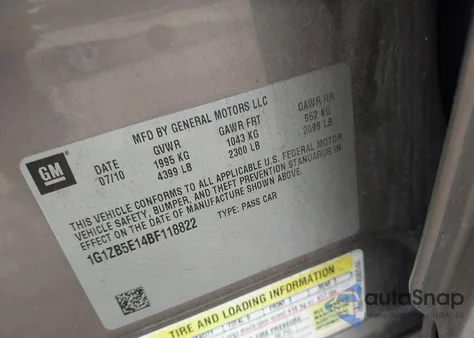 MFD BY GENERAL MOTORS LLC
GM
DATE GVWR GAWR FRT GAWR RR
07/10 1995 KG 1043 KG 952 KG
4399 LB 2300 LB 2099 LB
THIS VEHICLE CONFORMS TO ALL APPLICABLE U.S. FEDERAL MOTOR
VEHICLE SAFETY, BUMPER, AND THEFT PREVENTION STANDARDS IN
EFFECT ON THE DATE OF MANUFACTURE SHOWN ABOVE.
1G1ZB5E14BF118822 TYPE: PASS CAR
TIRE AND LOADING INFORMATION
autoSnap